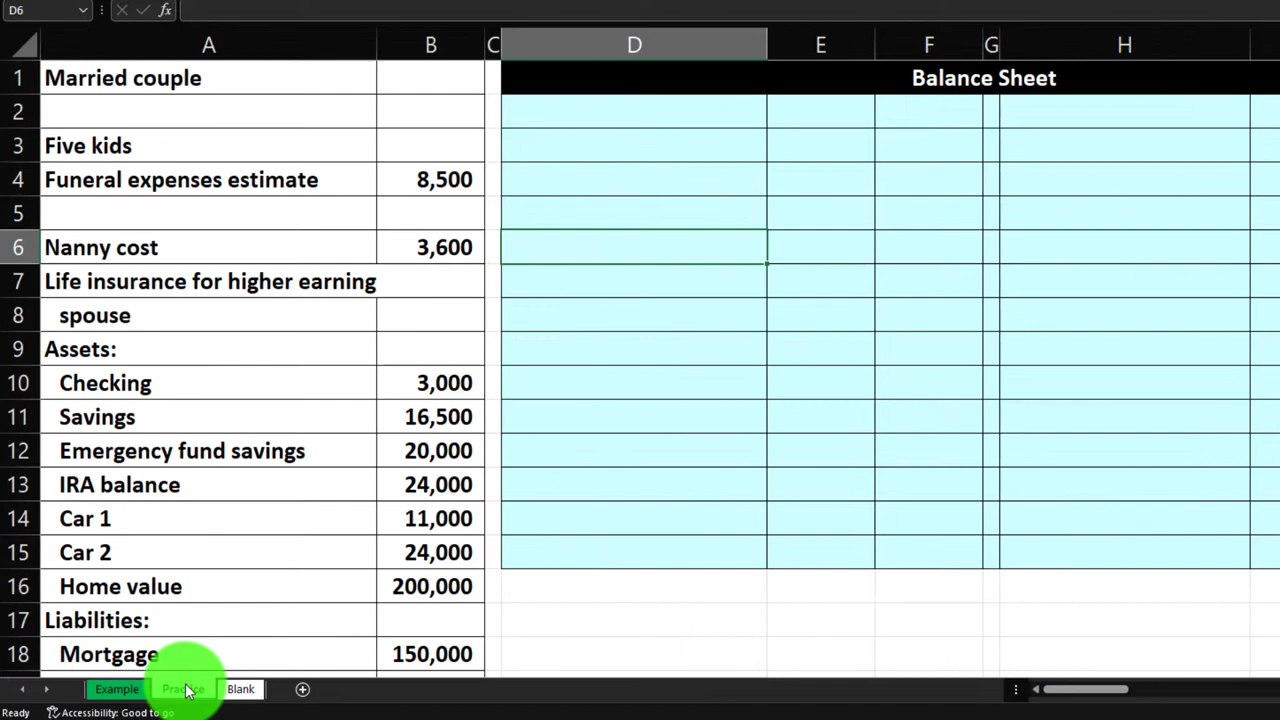 D6
fx
A B C D E F G H
1 Married couple Balance Sheet
2
3 Five kids
4 Funeral expenses estimate 8,500
5
6 Nanny cost 3,600
7 Life insurance for higher earning
8 spouse
9 Assets:
10 Checking 3,000
11 Savings 16,500
12 Emergency fund savings 20,000
13 IRA balance 24,000
14 Car 1 11,000
15 Car 2 24,000
16 Home value 200,000
17 Liabilities:
18 Mortgage 150,000
Example Practice Blank
Ready Accessibility: Good to go